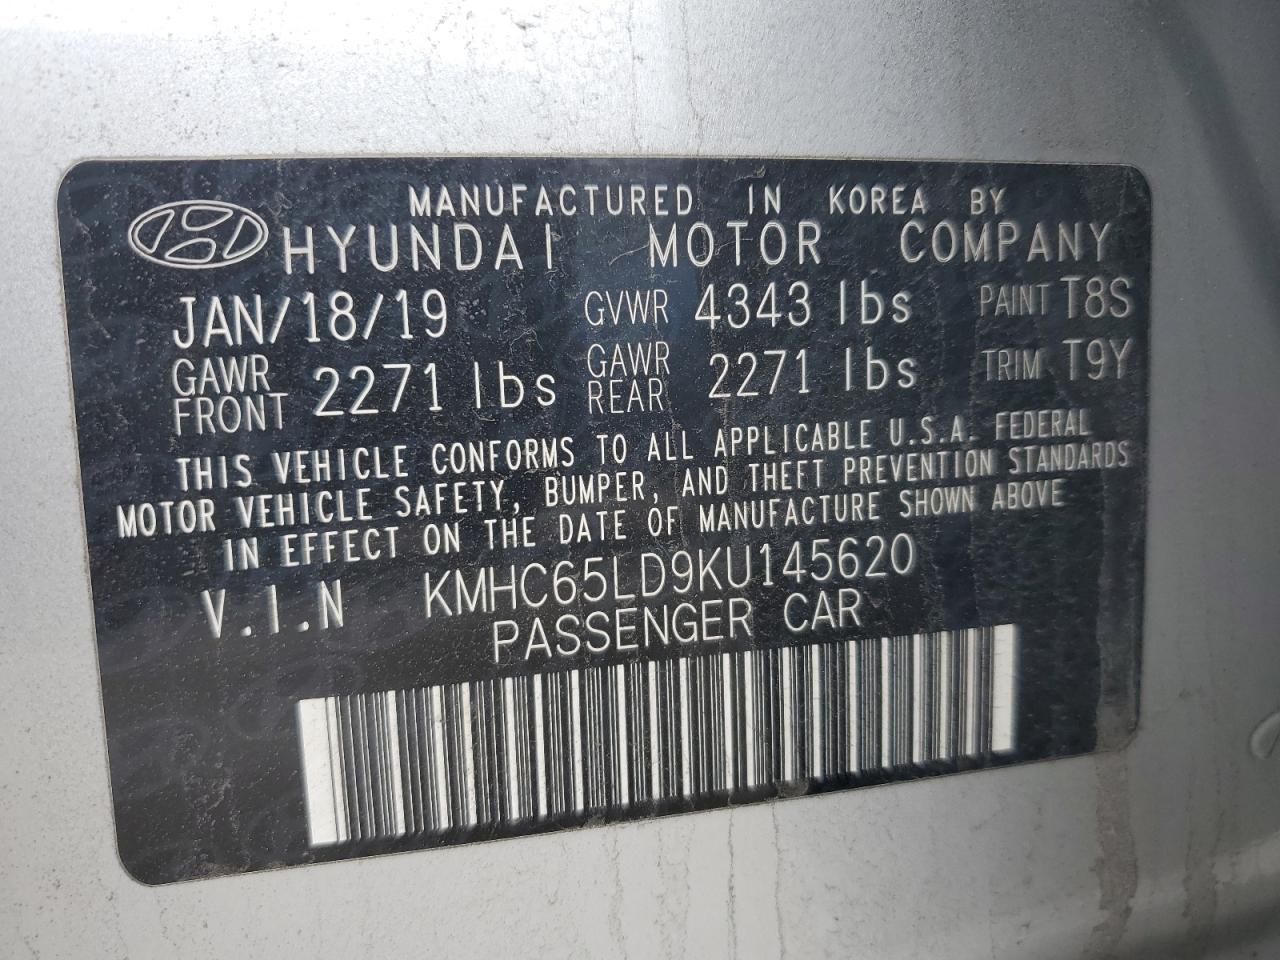 MANUFACTURED IN KOREA BY
HYUNDAI MOTOR COMPANY
JAN/18/19 GVWR 4343 lbs PAINT T8S
GAWR FRONT 2271 lbs GAWR REAR 2271 lbs TRIM T9Y
THIS VEHICLE CONFORMS TO ALL APPLICABLE U.S.A. FEDERAL
MOTOR VEHICLE SAFETY, BUMPER, AND THEFT PREVENTION STANDARDS
IN EFFECT ON THE DATE OF MANUFACTURE SHOWN ABOVE
V.I.N KMHC65LD9KU145620
PASSENGER CAR